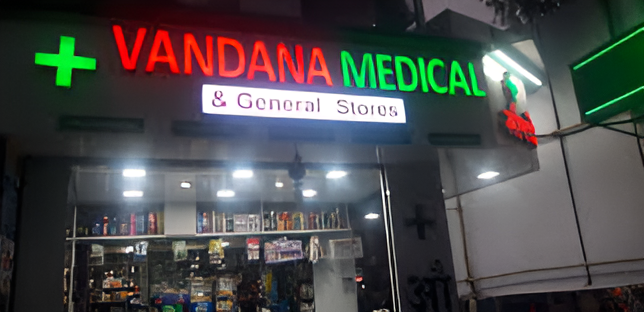 VANDANA MEDICAL
& General Stores